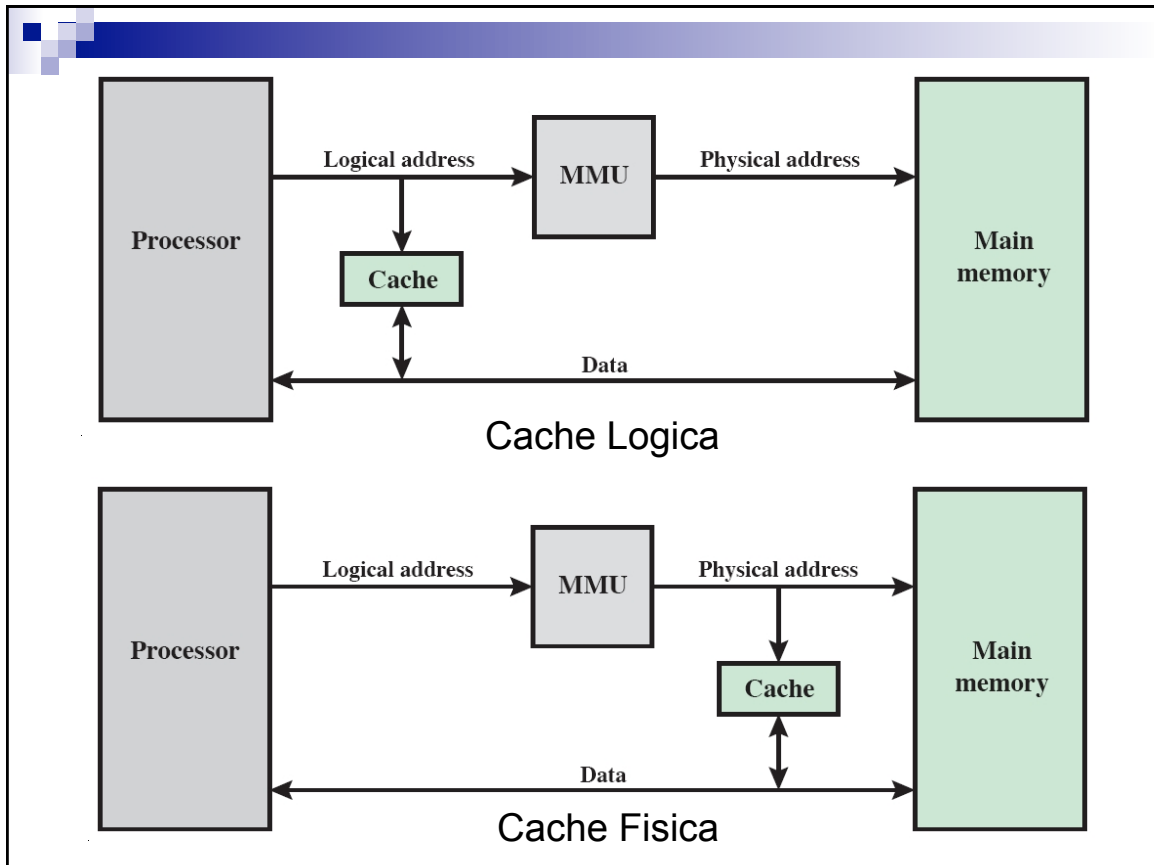 Logical address
MMU
Physical address
Processor
Cache
Main
memory
Data
Cache Logica
Logical address
MMU
Physical address
Processor
Cache
Main
memory
Data
Cache Fisica